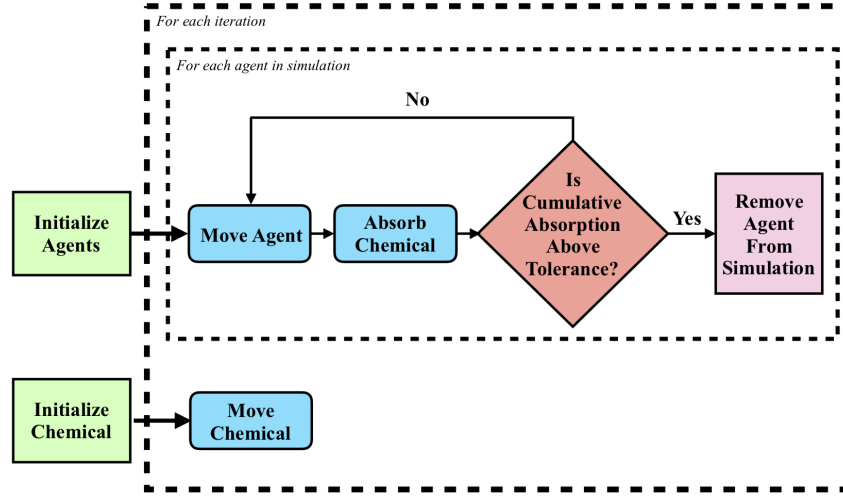 For each iteration
For each agent in simulation
No
Initialize
Agents
Move Agent
Absorb
Chemical
Is
Cumulative
Absorption
Above
Tolerance?
Yes
Remove
Agent
From
Simulation
Initialize
Chemical
Move
Chemical